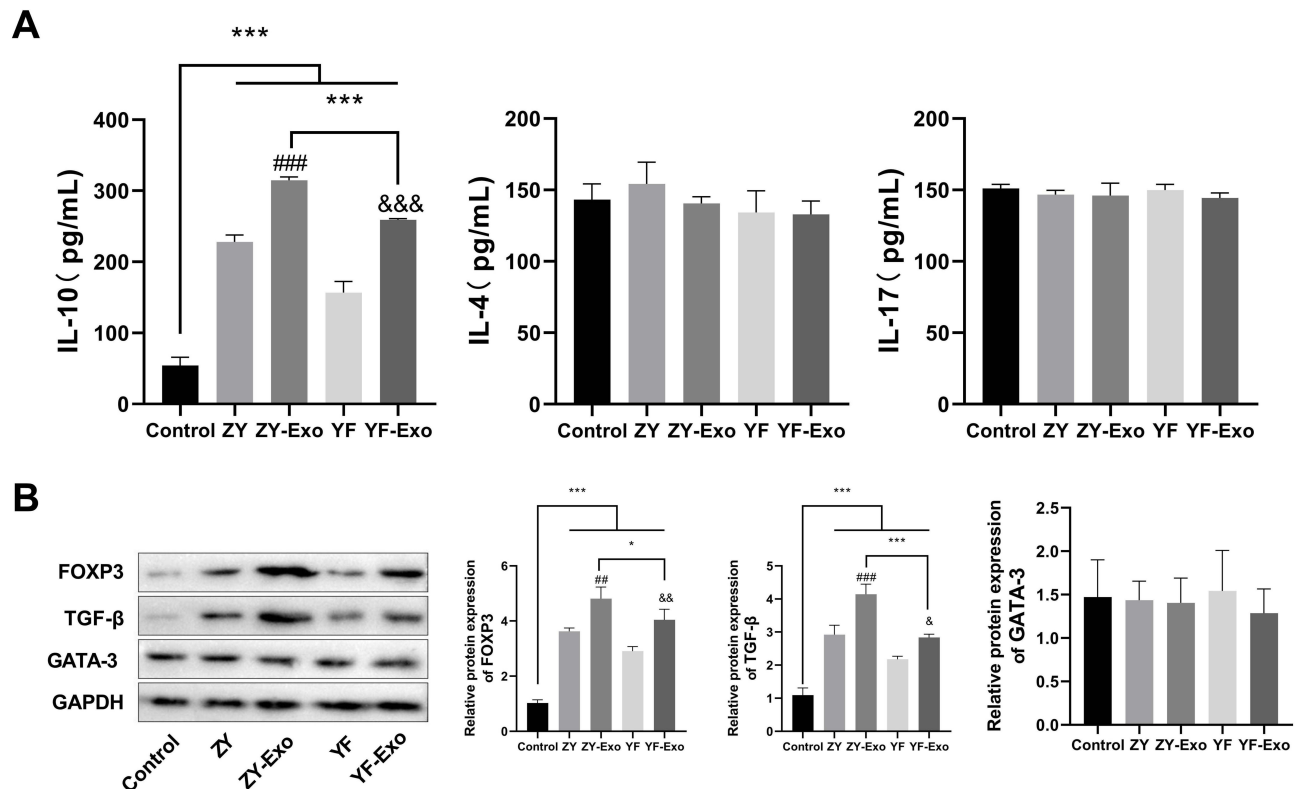 A
***
***
###
&&&
400
300
200
100
0
IL-10( pg/mL)
Control ZY ZY-Exo YF YF-Exo
200
150
100
50
0
IL-4( pg/mL)
Control ZY ZY-Exo YF YF-Exo
200
150
100
50
0
IL-17( pg/mL)
Control ZY ZY-Exo YF YF-Exo
B
FOXP3
TGF-β
GATA-3
GAPDH
Control
ZY
ZY-Exo
YF
YF-Exo
***
*
##
&&
6
4
2
0
Relative protein expression
of FOXP3
Control ZY ZY-Exo YF YF-Exo
***
***
###
&
5
4
3
2
1
0
Relative protein expression
of TGF-β
Control ZY ZY-Exo YF YF-Exo
2.5
2.0
1.5
1.0
0.5
0.0
Relative protein expression
of GATA-3
Control ZY ZY-Exo YF YF-Exo